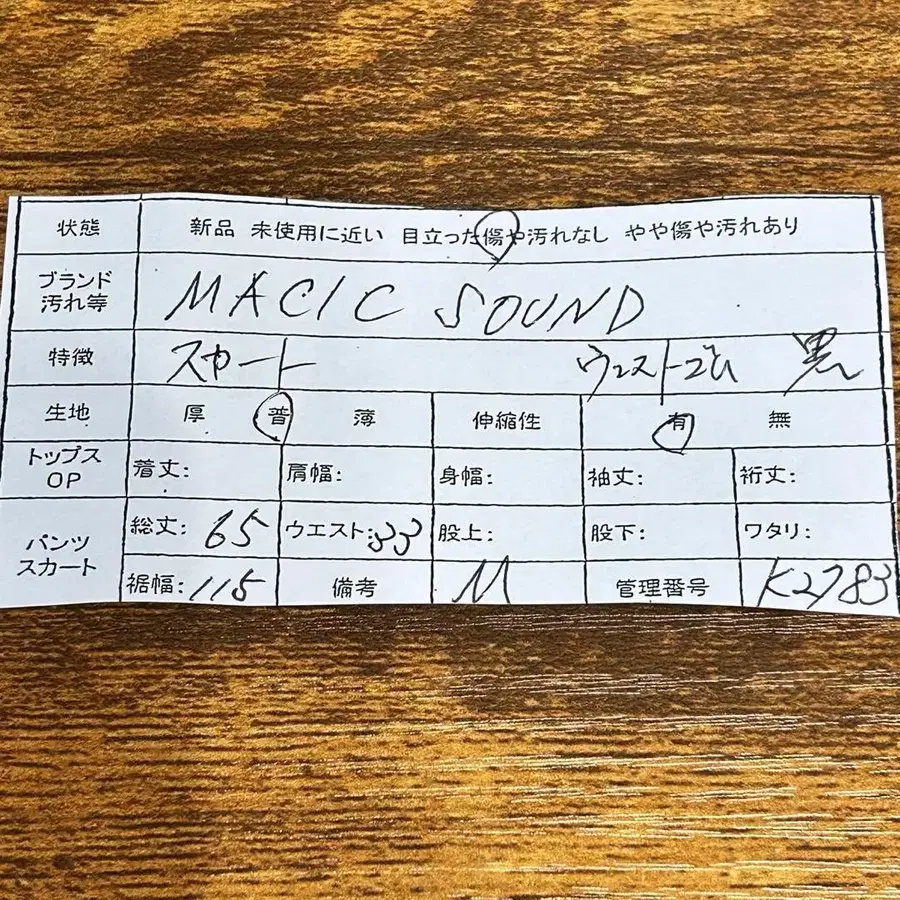 状態 新品 未使用に近い 目立った傷や汚れなし やや傷や汚れあり
ブランド
汚れ等 MACIC SOUND
特徴 スカート ウエストゴム 黒
生地 厚 普 薄 伸縮性 有 無
トップス
OP 着丈: 肩幅: 身幅: 袖丈: 裄丈:
パンツ
スカート 総丈: 65 ウエスト: 33 股上: 股下: ワタリ:
裾幅: 115 備考 M 管理番号 K2783